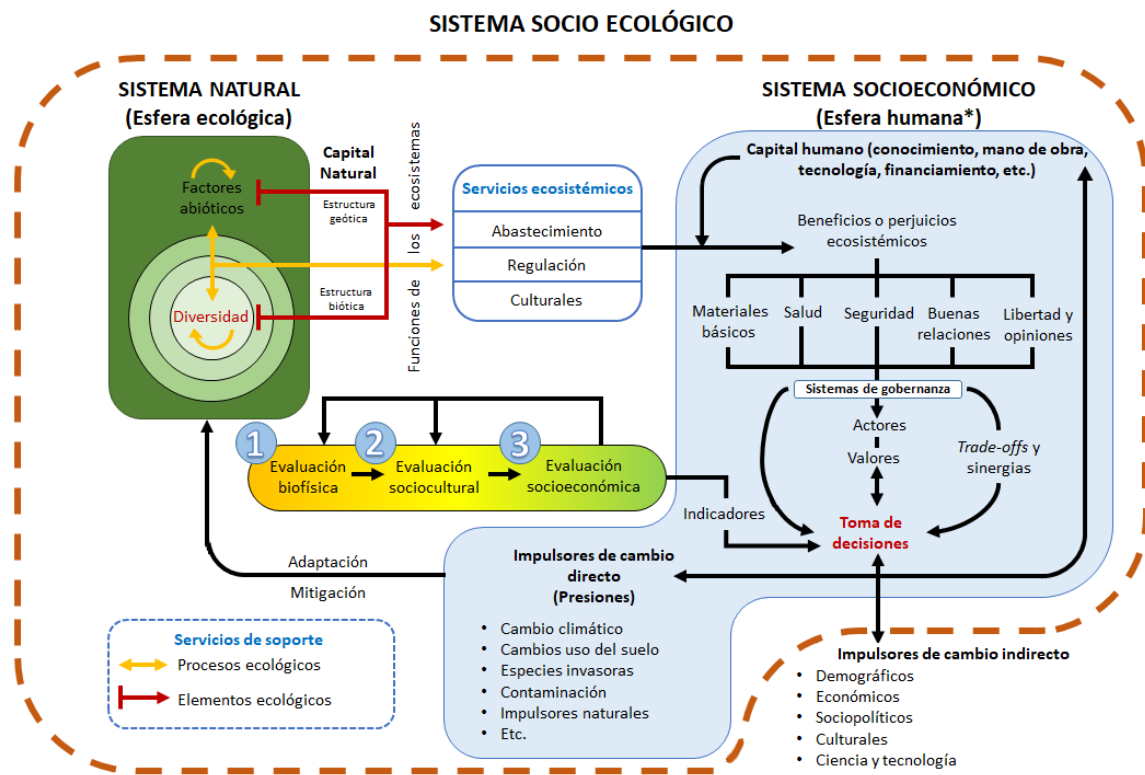 SISTEMA SOCIO ECOLÓGICO
SISTEMA NATURAL
(Esfera ecológica)
Factores
abióticos
Diversidad
Capital
Natural
Estructura
geótica
Estructura
biótica
Funciones de los ecosistemas
Servicios ecosistémicos
Abastecimiento
Regulación
Culturales
SISTEMA SOCIOECONÓMICO
(Esfera humana*)
Capital humano (conocimiento, mano de obra,
tecnología, financiamiento, etc.)
Beneficios o perjuicios
ecosistémicos
Materiales
básicos
Salud
Seguridad
Buenas
relaciones
Libertad y
opiniones
Sistemas de gobernanza
Actores
Valores
Trade-offs y
sinergias
Toma de
decisiones
1
Evaluación
biofísica
2
Evaluación
sociocultural
3
Evaluación
socioeconómica
Indicadores
Adaptación
Mitigación
Impulsores de cambio
directo
(Presiones)
• Cambio climático
• Cambios uso del suelo
• Especies invasoras
• Contaminación
• Impulsores naturales
• Etc.
Servicios de soporte
Procesos ecológicos
Elementos ecológicos
Impulsores de cambio indirecto
• Demográficos
• Económicos
• Sociopolíticos
• Culturales
• Ciencia y tecnología